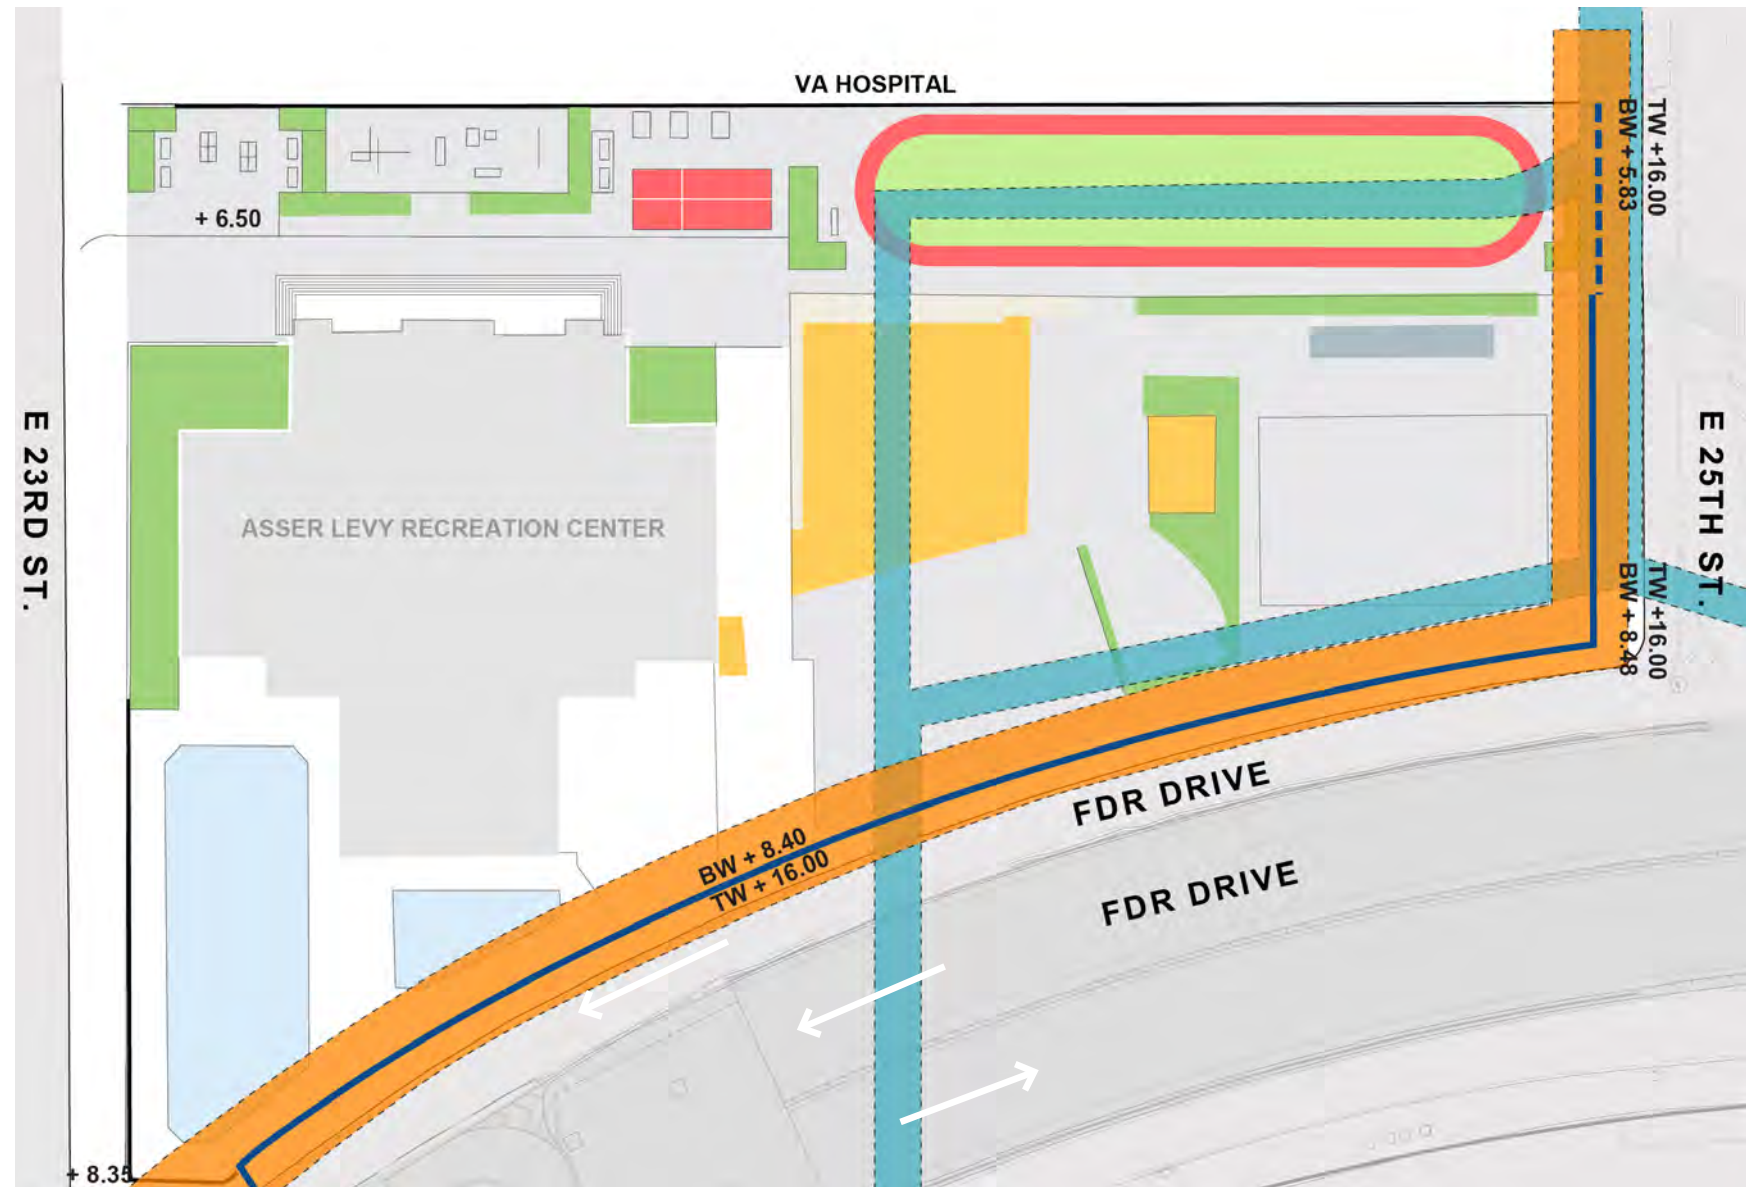 VA HOSPITAL
TW +16.00
BW + 5.83
+ 6.50
E 23RD ST.
ASSER LEVY RECREATION CENTER
E 25TH ST.
TW +16.00
BW + 8.48
FDR DRIVE
BW + 8.40
TW + 16.00
FDR DRIVE
+ 8.35